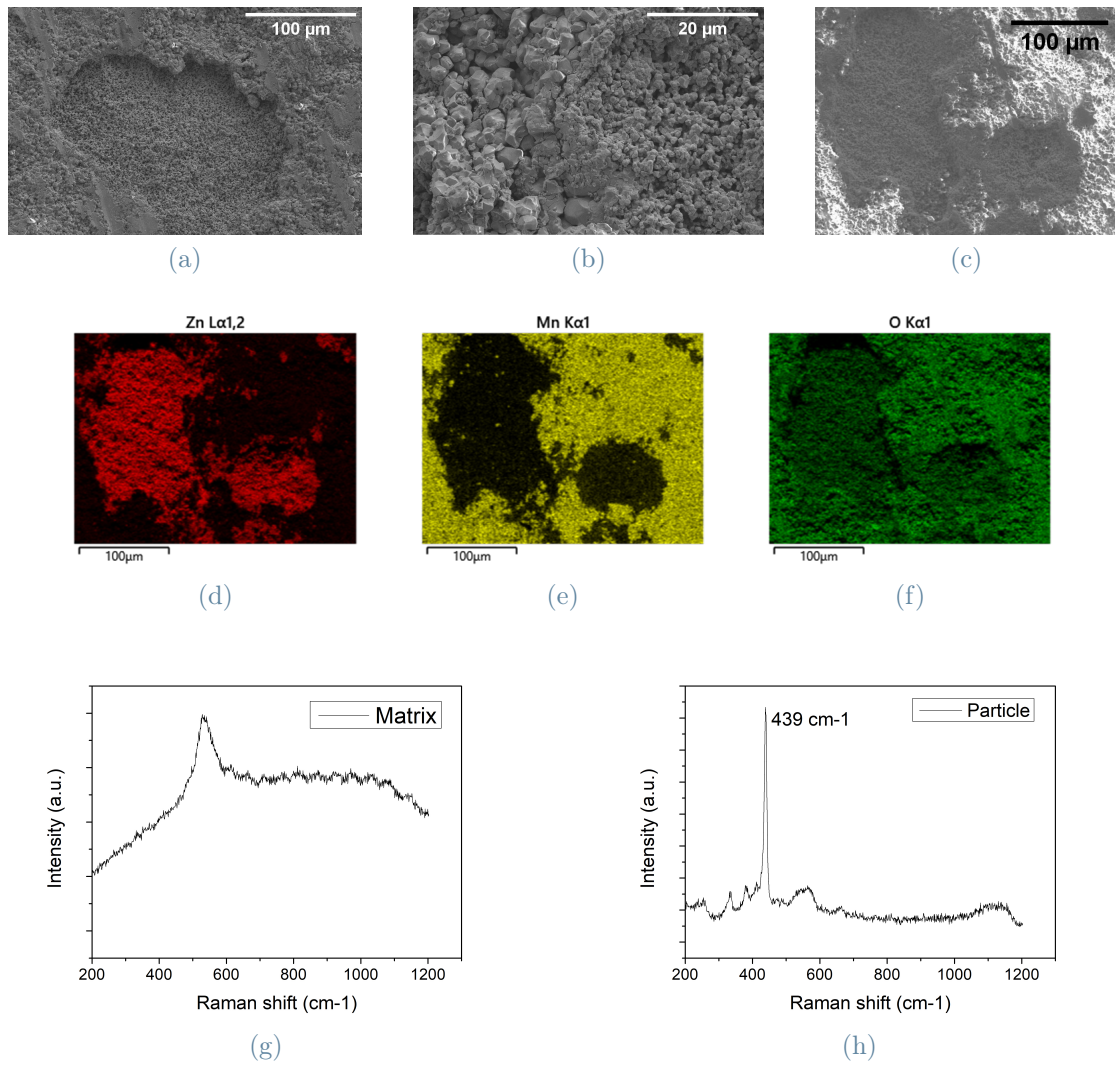 100 µm
20 µm
100 µm
(a)
(b)
(c)
Zn Lα1,2
Mn Kα1
O Kα1
100µm
100µm
100µm
(d)
(e)
(f)
Matrix
Intensity (a.u.)
200 400 600 800 1000 1200
Raman shift (cm-1)
Particle
439 cm-1
Intensity (a.u.)
200 400 600 800 1000 1200
Raman shift (cm-1)
(g)
(h)